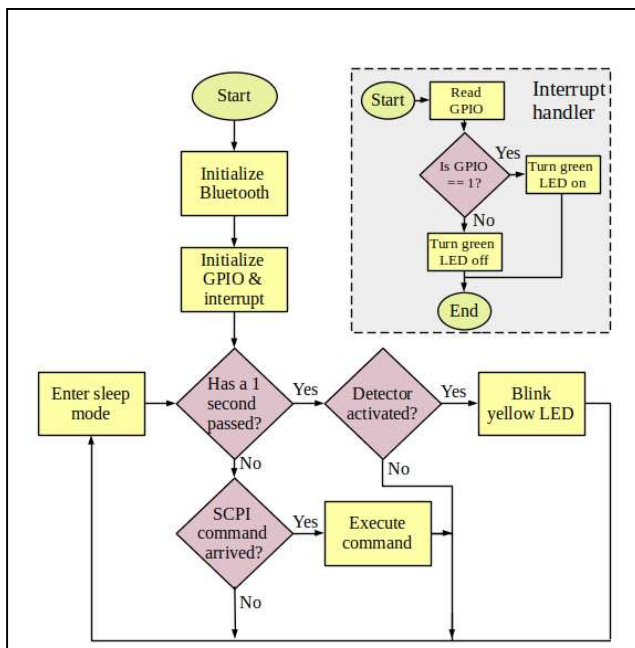 Start
Initialize
Bluetooth
Initialize
GPIO &
interrupt
Interrupt
handler
Start
Read
GPIO
Is GPIO
== 1?
Yes
Turn green
LED on
No
Turn green
LED off
End
Enter sleep
mode
Has a 1
second
passed?
Yes
Detector
activated?
Yes
Blink
yellow LED
No
No
SCPI
command
arrived?
Yes
Execute
command
No